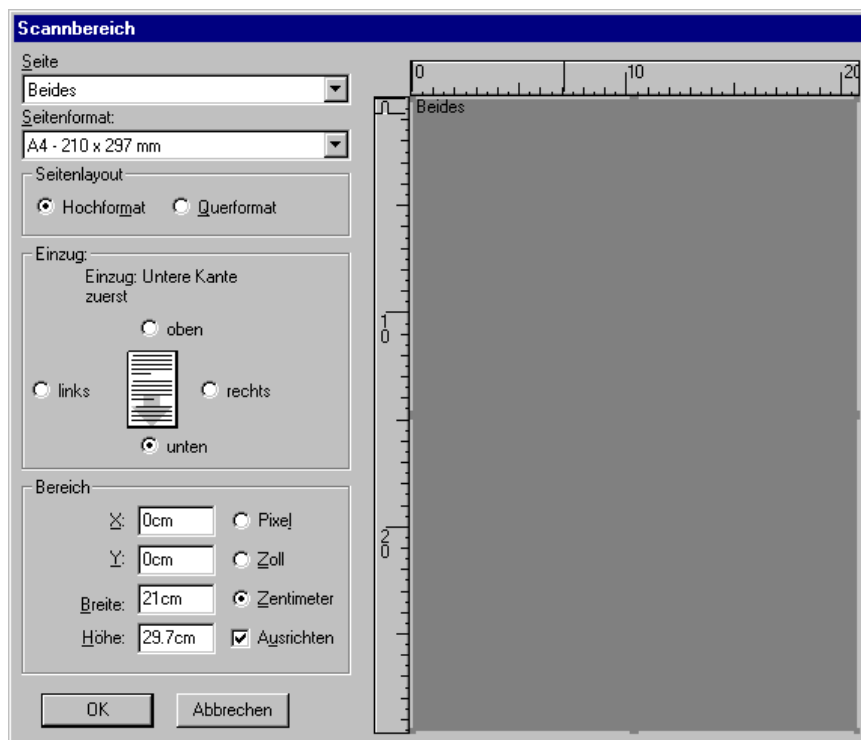 Scannbereich
Seite
Beides
Seitenformat:
A4 - 210 x 297 mm
Seitenlayout
Hochformat Querformat
Einzug:
Einzug: Untere Kante
zuerst
oben
links rechts
unten
Bereich
X: 0cm Pixel
Y: 0cm Zoll
Breite: 21cm Zentimeter
Höhe: 29.7cm Ausrichten
OK Abbrechen
0 10 20
Beides
10
20